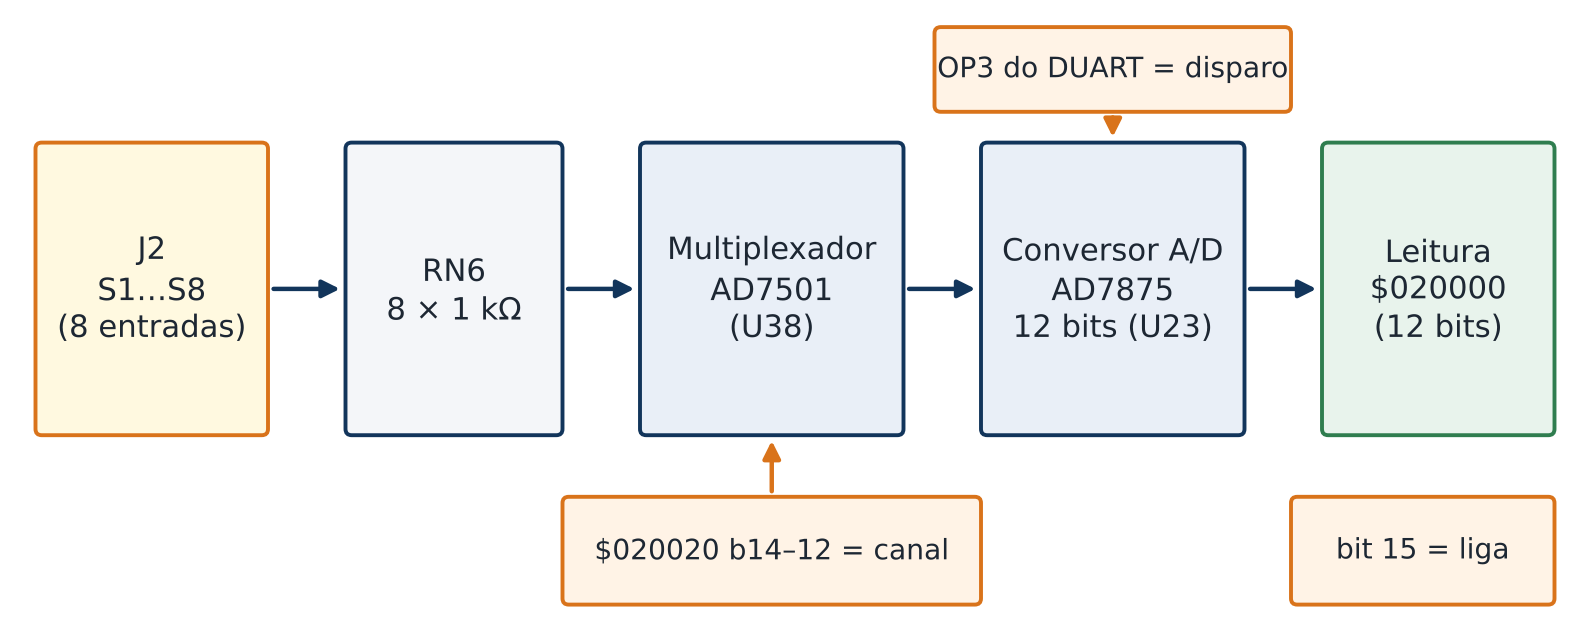 OP3 do DUART = disparo
J2
S1...S8
(8 entradas)
RN6
8 × 1 kΩ
Multiplexador
AD7501
(U38)
Conversor A/D
AD7875
12 bits (U23)
Leitura
$020000
(12 bits)
$020020 b14–12 = canal
bit 15 = liga